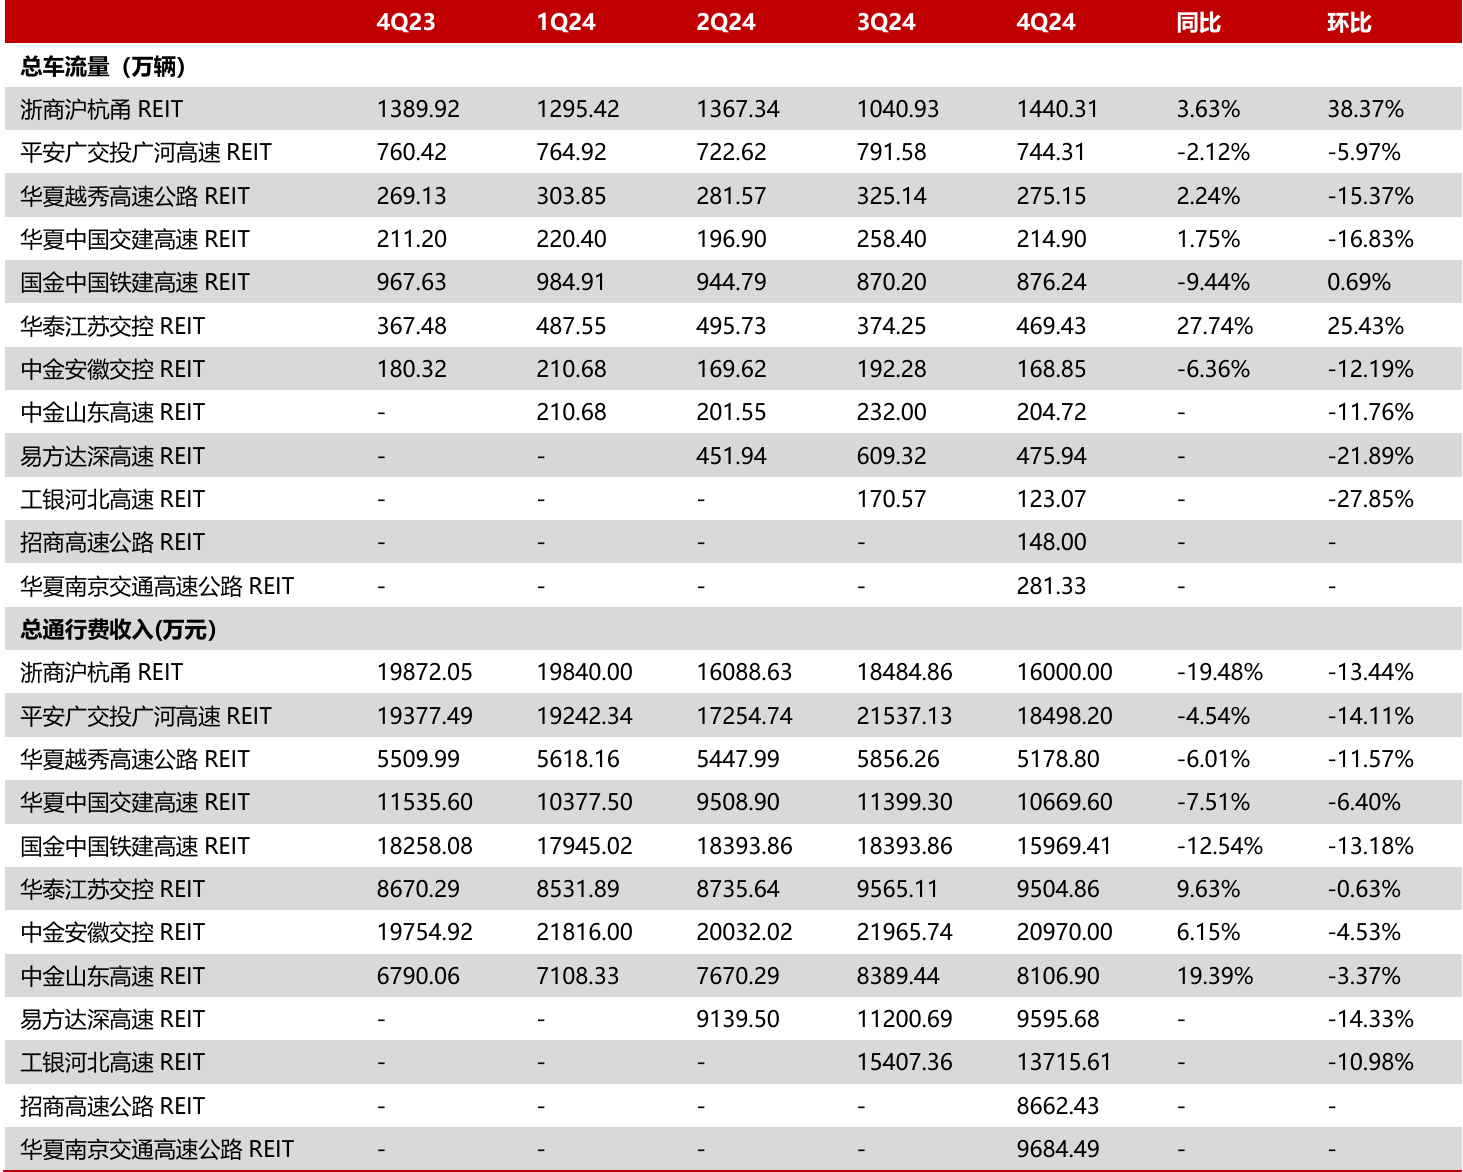 4Q23 1Q24 2Q24 3Q24 4Q24 同比 环比
总车流量（万辆）
浙商沪杭甬 REIT 1389.92 1295.42 1367.34 1040.93 1440.31 3.63% 38.37%
平安广交投广河高速 REIT 760.42 764.92 722.62 791.58 744.31 -2.12% -5.97%
华夏越秀高速公路 REIT 269.13 303.85 281.57 325.14 275.15 2.24% -15.37%
华夏中国交建高速 REIT 211.20 220.40 196.90 258.40 214.90 1.75% -16.83%
国金中国铁建高速 REIT 967.63 984.91 944.79 870.20 876.24 -9.44% 0.69%
华泰江苏交控 REIT 367.48 487.55 495.73 374.25 469.43 27.74% 25.43%
中金安徽交控 REIT 180.32 210.68 169.62 192.28 168.85 -6.36% -12.19%
中金山东高速 REIT - 210.68 201.55 232.00 204.72 - -11.76%
易方达深高速 REIT - - 451.94 609.32 475.94 - -21.89%
工银河北高速 REIT - - - 170.57 123.07 - -27.85%
招商高速公路 REIT - - - - 148.00 - -
华夏南京交通高速公路 REIT - - - - 281.33 - -
总通行费收入(万元)
浙商沪杭甬 REIT 19872.05 19840.00 16088.63 18484.86 16000.00 -19.48% -13.44%
平安广交投广河高速 REIT 19377.49 19242.34 17254.74 21537.13 18498.20 -4.54% -14.11%
华夏越秀高速公路 REIT 5509.99 5618.16 5447.99 5856.26 5178.80 -6.01% -11.57%
华夏中国交建高速 REIT 11535.60 10377.50 9508.90 11399.30 10669.60 -7.51% -6.40%
国金中国铁建高速 REIT 18258.08 17945.02 18393.86 18393.86 15969.41 -12.54% -13.18%
华泰江苏交控 REIT 8670.29 8531.89 8735.64 9565.11 9504.86 9.63% -0.63%
中金安徽交控 REIT 19754.92 21816.00 20032.02 21965.74 20970.00 6.15% -4.53%
中金山东高速 REIT 6790.06 7108.33 7670.29 8389.44 8106.90 19.39% -3.37%
易方达深高速 REIT - - 9139.50 11200.69 9595.68 - -14.33%
工银河北高速 REIT - - - 15407.36 13715.61 - -10.98%
招商高速公路 REIT - - - - 8662.43 - -
华夏南京交通高速公路 REIT - - - - 9684.49 - -